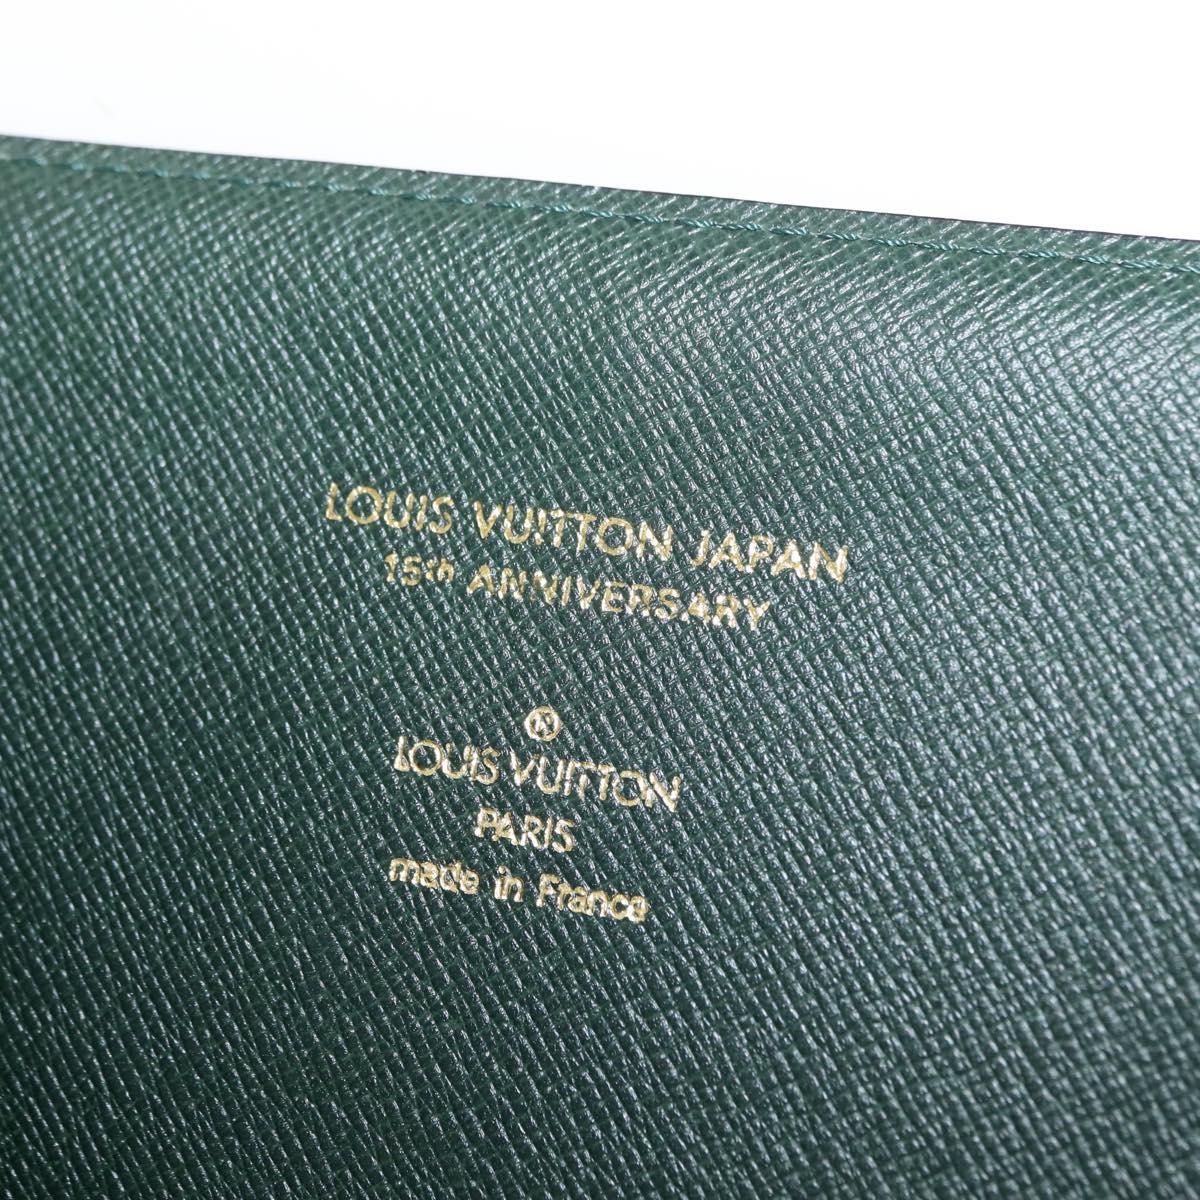 LOUIS VUITTON JAPAN
15th ANNIVERSARY
LOUIS VUITTON
PARIS
made in France